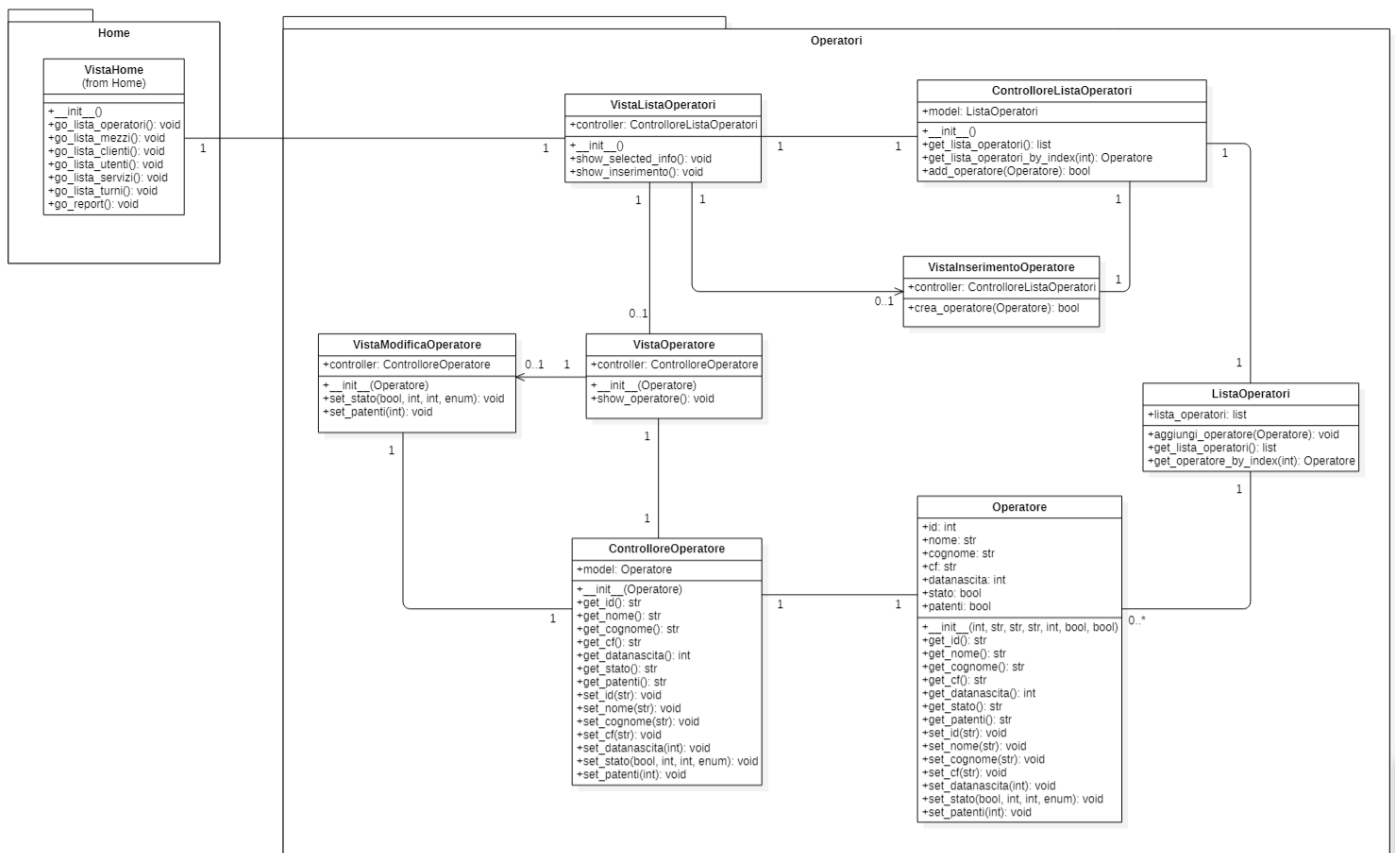 Home
VistaHome
(from Home)
+__init__()
+go_lista_operatori(): void
+go_lista_mezzi(): void
+go_lista_clienti(): void
+go_lista_utenti(): void
+go_lista_servizi(): void
+go_lista_turni(): void
+go_report(): void
1
Operatori
VistaListaOperatori
+controller: ControlloreListaOperatori
+__init__()
+show_selected_info(): void
+show_inserimento(): void
1
1
1
1
ControlloreListaOperatori
+model: ListaOperatori
+__init__()
+get_lista_operatori(): list
+get_lista_operatori_by_index(int): Operatore
+add_operatore(Operatore): bool
1
1
1
VistaInserimentoOperatore
+controller: ControlloreListaOperatori
+crea_operatore(Operatore): bool
0..1
1
VistaModificaOperatore
+controller: ControlloreOperatore
+__init__(Operatore)
+set_stato(bool, int, int, enum): void
+set_patenti(int): void
0..1
1
VistaOperatore
+controller: ControlloreOperatore
+__init__(Operatore)
+show_operatore(): void
0..1
1
1
ListaOperatori
+lista_operatori: list
+aggiungi_operatore(Operatore): void
+get_lista_operatori(): list
+get_operatore_by_index(int): Operatore
1
1
ControlloreOperatore
+model: Operatore
+__init__(Operatore)
+get_id(): str
+get_nome(): str
+get_cognome(): str
+get_cf(): str
+get_datanascita(): int
+get_stato(): str
+get_patenti(): str
+set_id(str): void
+set_nome(str): void
+set_cognome(str): void
+set_cf(str): void
+set_datanascita(int): void
+set_stato(bool, int, int, enum): void
+set_patenti(int): void
1
1
1
1
Operatore
+id: int
+nome: str
+cognome: str
+cf: str
+datanascita: int
+stato: bool
+patenti: bool
+__init__(int, str, str, str, int, bool, bool)
+get_id(): str
+get_nome(): str
+get_cognome(): str
+get_cf(): str
+get_datanascita(): int
+get_stato(): str
+get_patenti(): str
+set_id(str): void
+set_nome(str): void
+set_cognome(str): void
+set_cf(str): void
+set_datanascita(int): void
+set_stato(bool, int, int, enum): void
+set_patenti(int): void
0..*